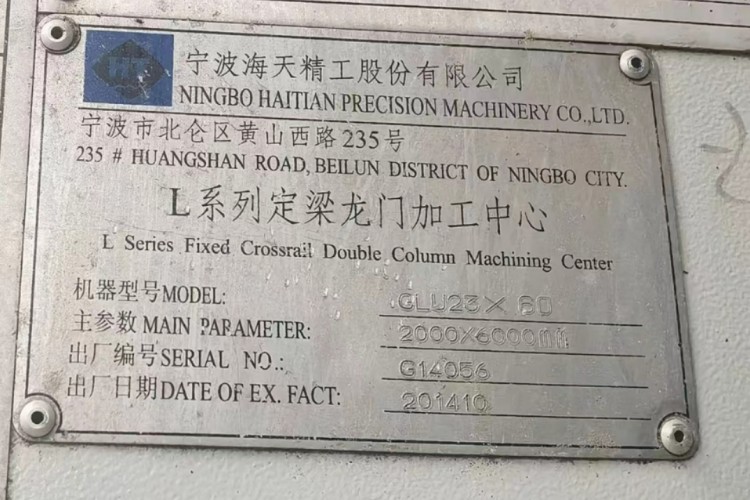 HT
宁波海天精工股份有限公司
NINGBO HAITIAN PRECISION MACHINERY CO.,LTD.
宁波市北仑区黄山西路235号
235 # HUANGSHAN ROAD, BEILUN DISTRICT OF NINGBO CITY.
L系列定梁龙门加工中心
L Series Fixed Crossrail Double Column Machining Center
机器型号MODEL: GLU23×60
主参数 MAIN PARAMETER: 2000×6000mm
出厂编号SERIAL NO.: G14056
出厂日期DATE OF EX. FACT: 201410